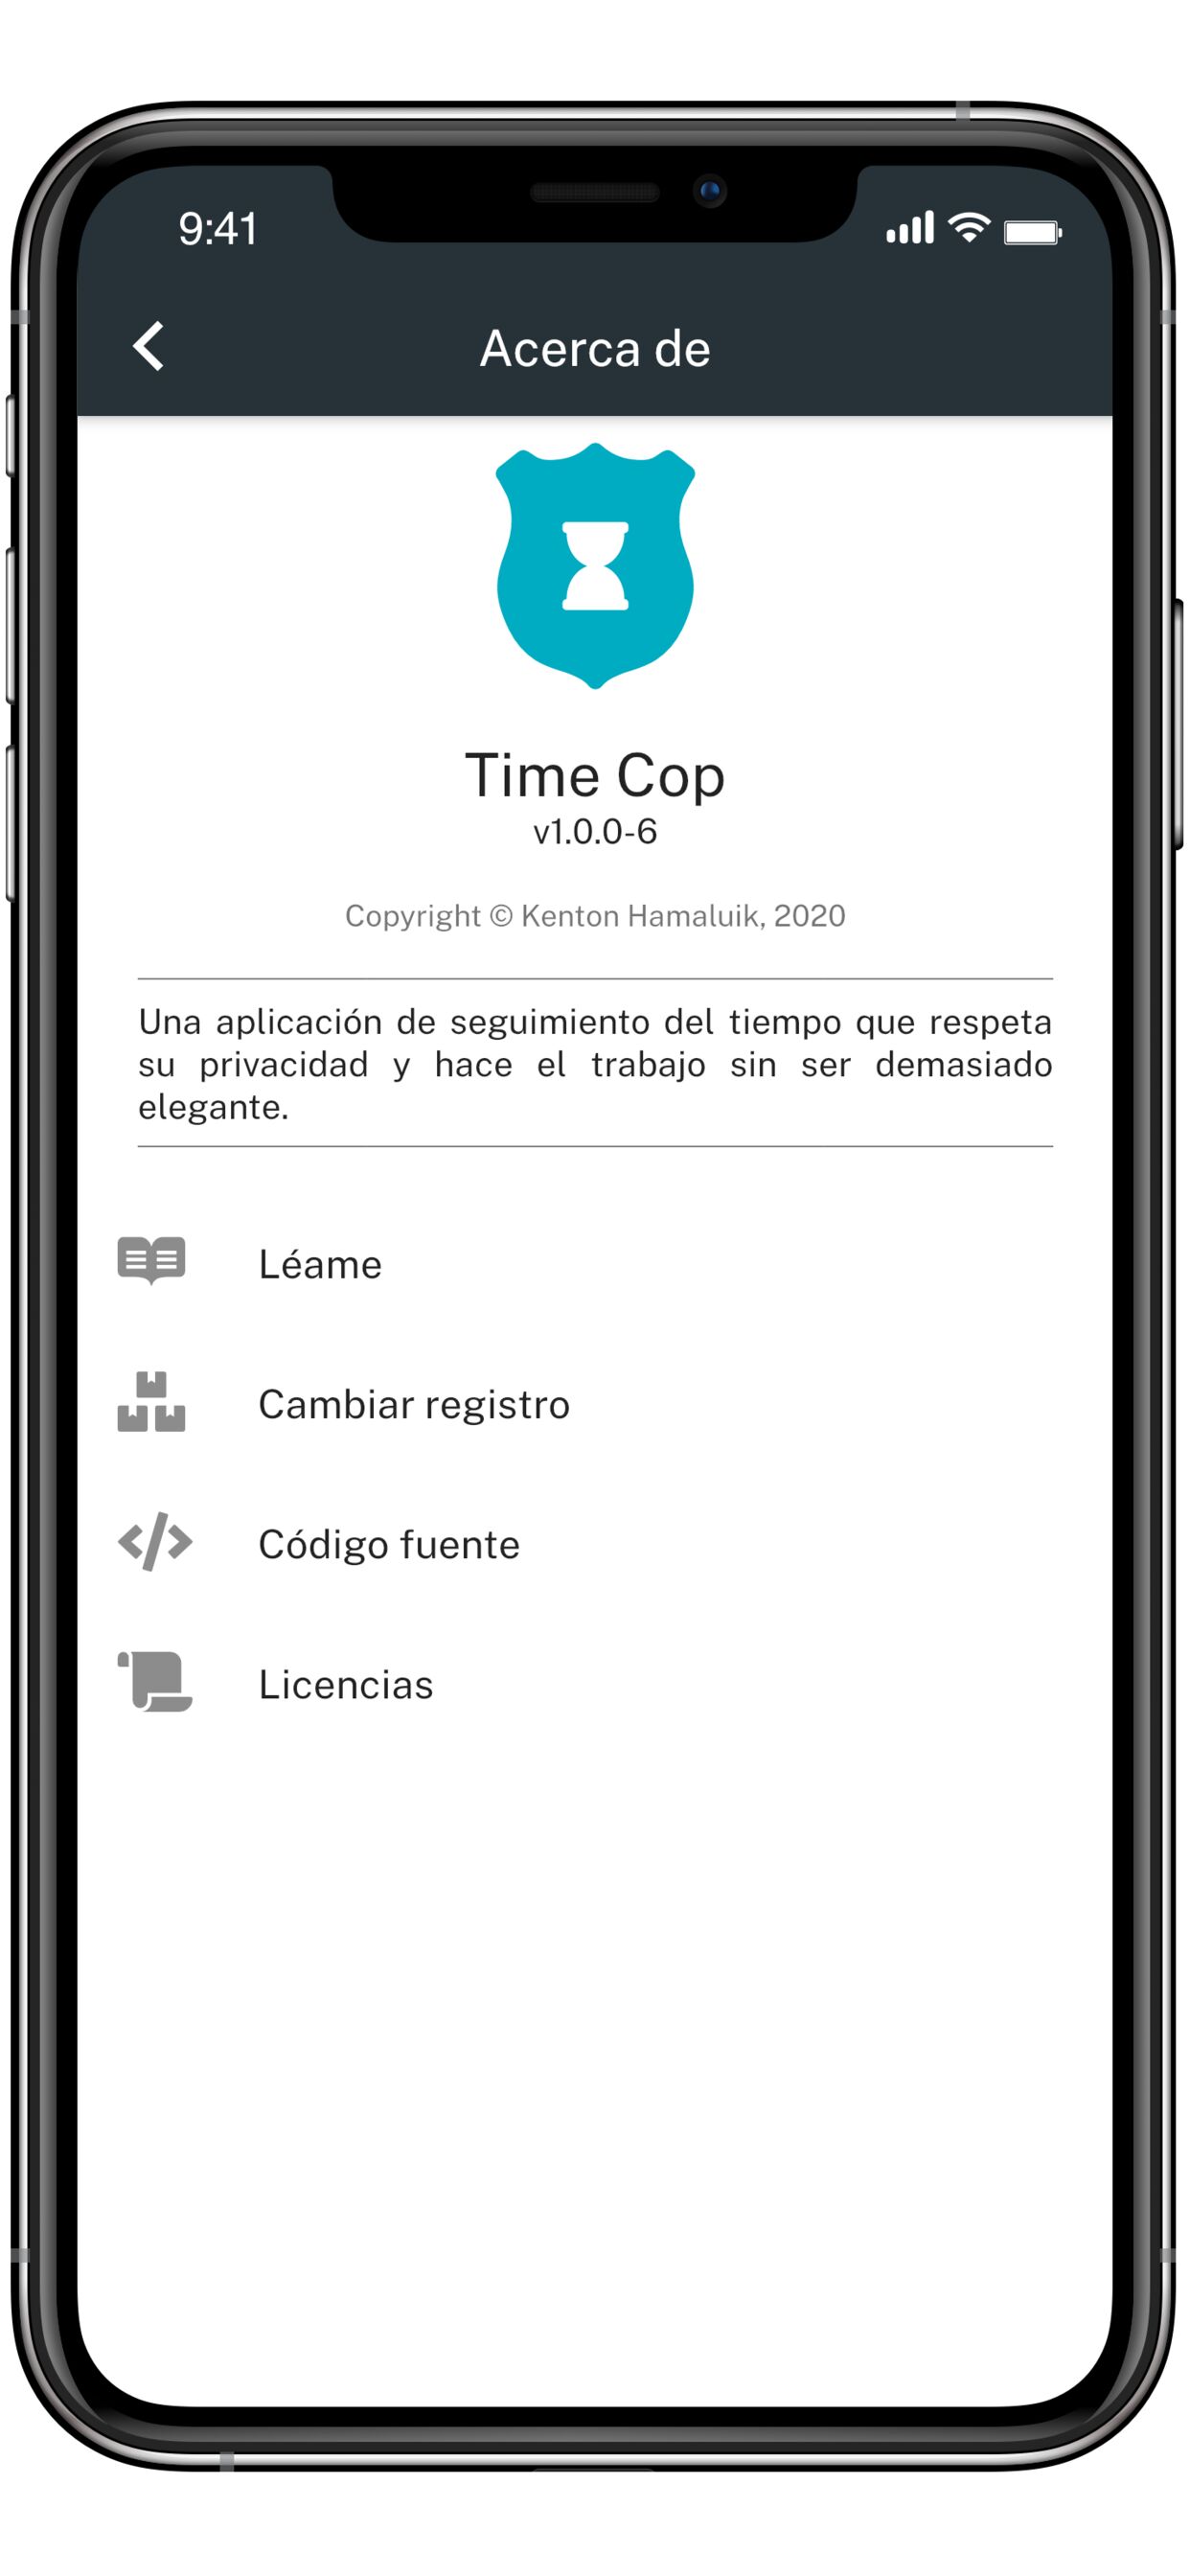 9:41
Acerca de
Time Cop
v1.0.0-6
Copyright © Kenton Hamaluik, 2020
Una aplicación de seguimiento del tiempo que respeta
su privacidad y hace el trabajo sin ser demasiado
elegante.
Léame
Cambiar registro
Código fuente
Licencias